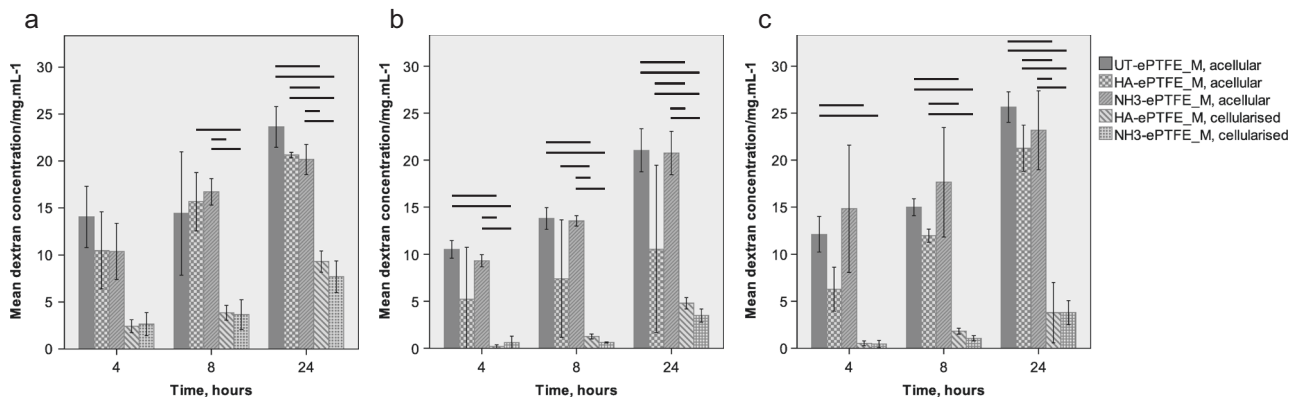 a
Mean dextran concentration/mg.mL-1
30
25
20
15
10
5
0
4
8
24
Time, hours
b
Mean dextran concentration/mg.mL-1
30
25
20
15
10
5
0
4
8
24
Time, hours
c
Mean dextran concentration/mg.mL-1
30
25
20
15
10
5
0
4
8
24
Time, hours
UT-ePTFE_M, acellular
HA-ePTFE_M, acellular
NH3-ePTFE_M, acellular
HA-ePTFE_M, cellularised
NH3-ePTFE_M, cellularised